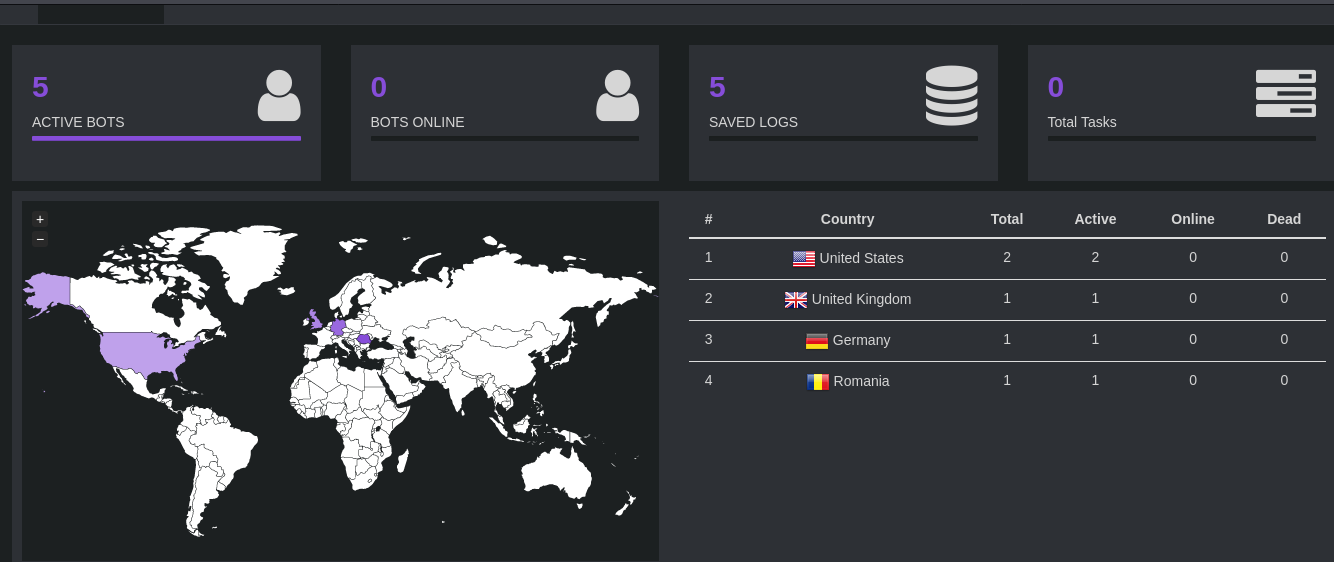 5
ACTIVE BOTS
0
BOTS ONLINE
5
SAVED LOGS
0
Total Tasks
+
−
# Country Total Active Online Dead
1 United States 2 2 0 0
2 United Kingdom 1 1 0 0
3 Germany 1 1 0 0
4 Romania 1 1 0 0